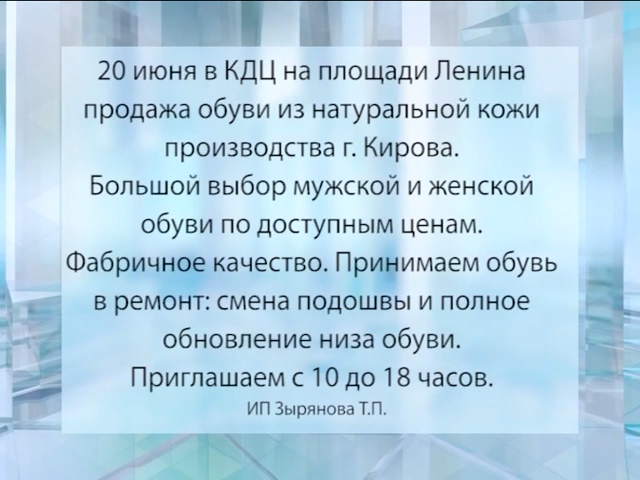 20 июня в КДЦ на площади Ленина
продажа обуви из натуральной кожи
производства г. Кирова.
Большой выбор мужской и женской
обуви по доступным ценам.
Фабричное качество. Принимаем обувь
в ремонт: смена подошвы и полное
обновление низа обуви.
Приглашаем с 10 до 18 часов.
ИП Зырянова Т.П.